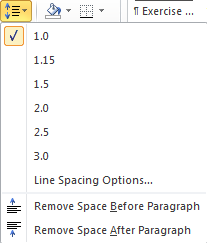 ¶ Exercise ...
1.0
1.15
1.5
2.0
2.5
3.0
Line Spacing Options...
Remove Space Before Paragraph
Remove Space After Paragraph